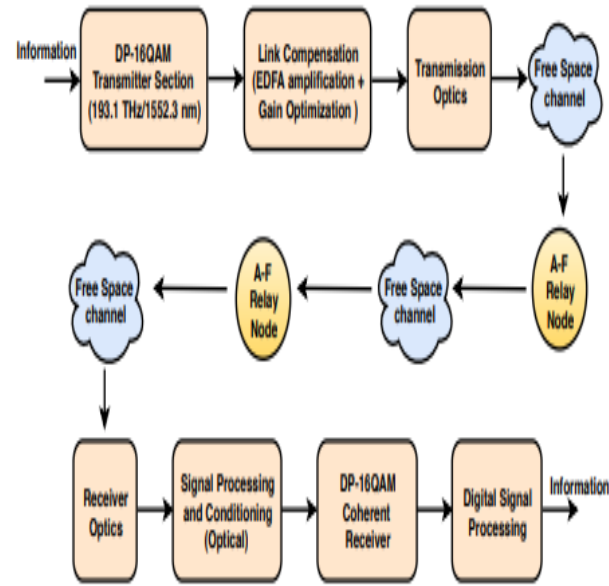 Information
DP-16QAM
Transmitter Section
(193.1 THz/1552.3 nm)
Link Compensation
(EDFA amplification +
Gain Optimization )
Transmission
Optics
Free Space
channel
A-F
Relay
Node
Free Space
channel
A-F
Relay
Node
Free Space
channel
Receiver
Optics
Signal Processing
and Conditioning
(Optical)
DP-16QAM
Coherent
Receiver
Digital Signal
Processing
Information